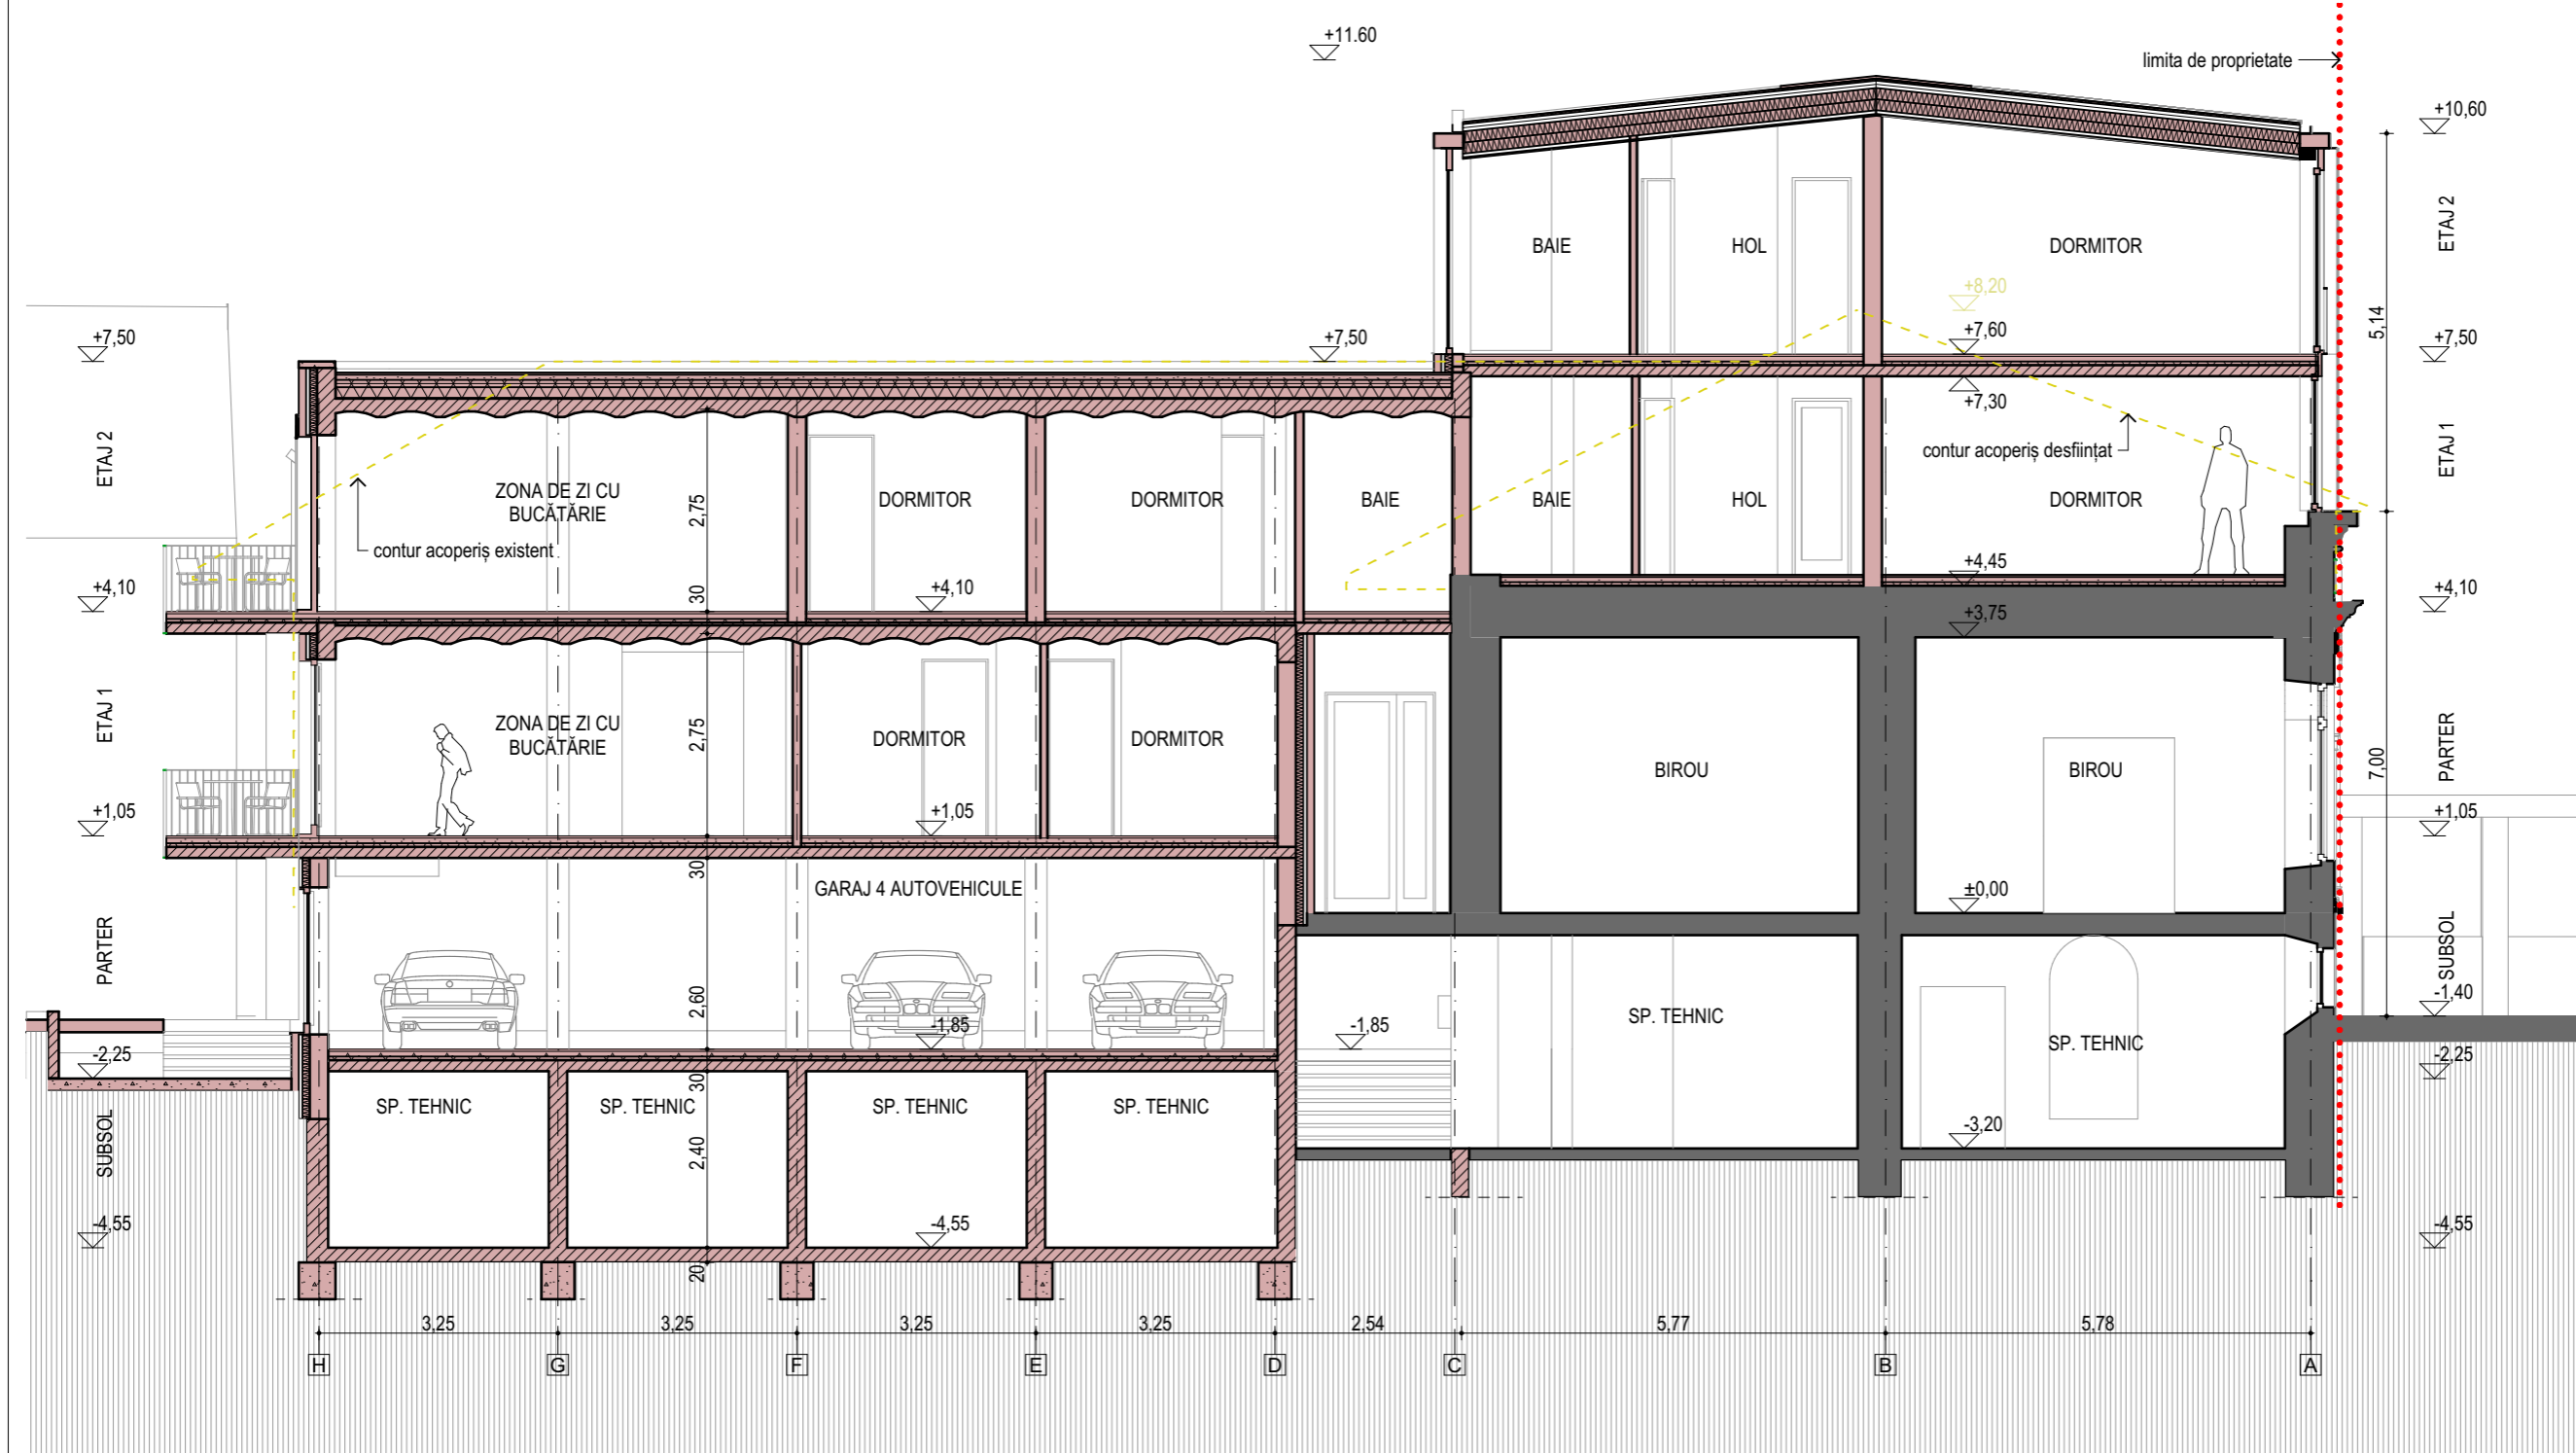 +11.60
limita de proprietate
+10,60
ETAJ 2
BAIE
HOL
DORMITOR
+8,20
5,14
+7,50
+7,50
+7,60
+7,50
+7,30
ETAJ 2
ETAJ 1
contur acoperiș desființat
ZONA DE ZI CU
BUCĂTĂRIE
2,75
DORMITOR
DORMITOR
BAIE
BAIE
HOL
DORMITOR
contur acoperiș existent
+4,45
+4,10
30
+4,10
+4,10
+3,75
ETAJ 1
ZONA DE ZI CU
BUCĂTĂRIE
2,75
DORMITOR
DORMITOR
BIROU
BIROU
7,00
PARTER
+1,05
+1,05
+1,05
30
GARAJ 4 AUTOVEHICULE
±0,00
PARTER
SUBSOL
2,60
-1,40
SP. TEHNIC
-1,85
-1,85
SP. TEHNIC
-2,25
-2,25
30
SP. TEHNIC
SP. TEHNIC
SP. TEHNIC
SP. TEHNIC
SUBSOL
2,40
-3,20
-4,55
-4,55
-4,55
20
3,25
3,25
3,25
3,25
2,54
5,77
5,78
H
G
F
E
D
C
B
A